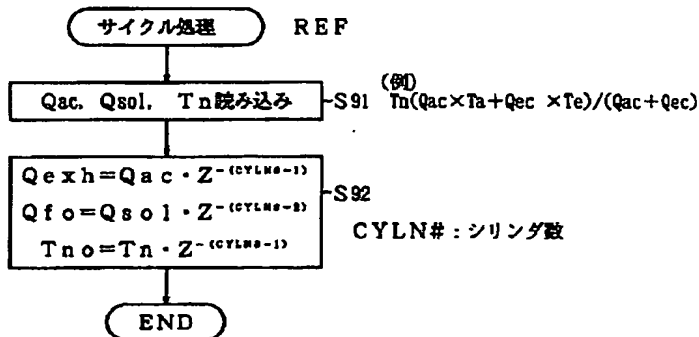 サイクル処理 REF
Qac, Qsol, Tn読み込み ~S91 (例) Tn(Qac×Ta+Qec ×Te)/(Qac+Qec)
Qexh=Qac・Z-(CYLN#-1)
Qfo=Qsol・Z-(CYLN#-2)
Tno=Tn・Z-(CYLN#-1)
~S92
CYLN#:シリンダ数
END